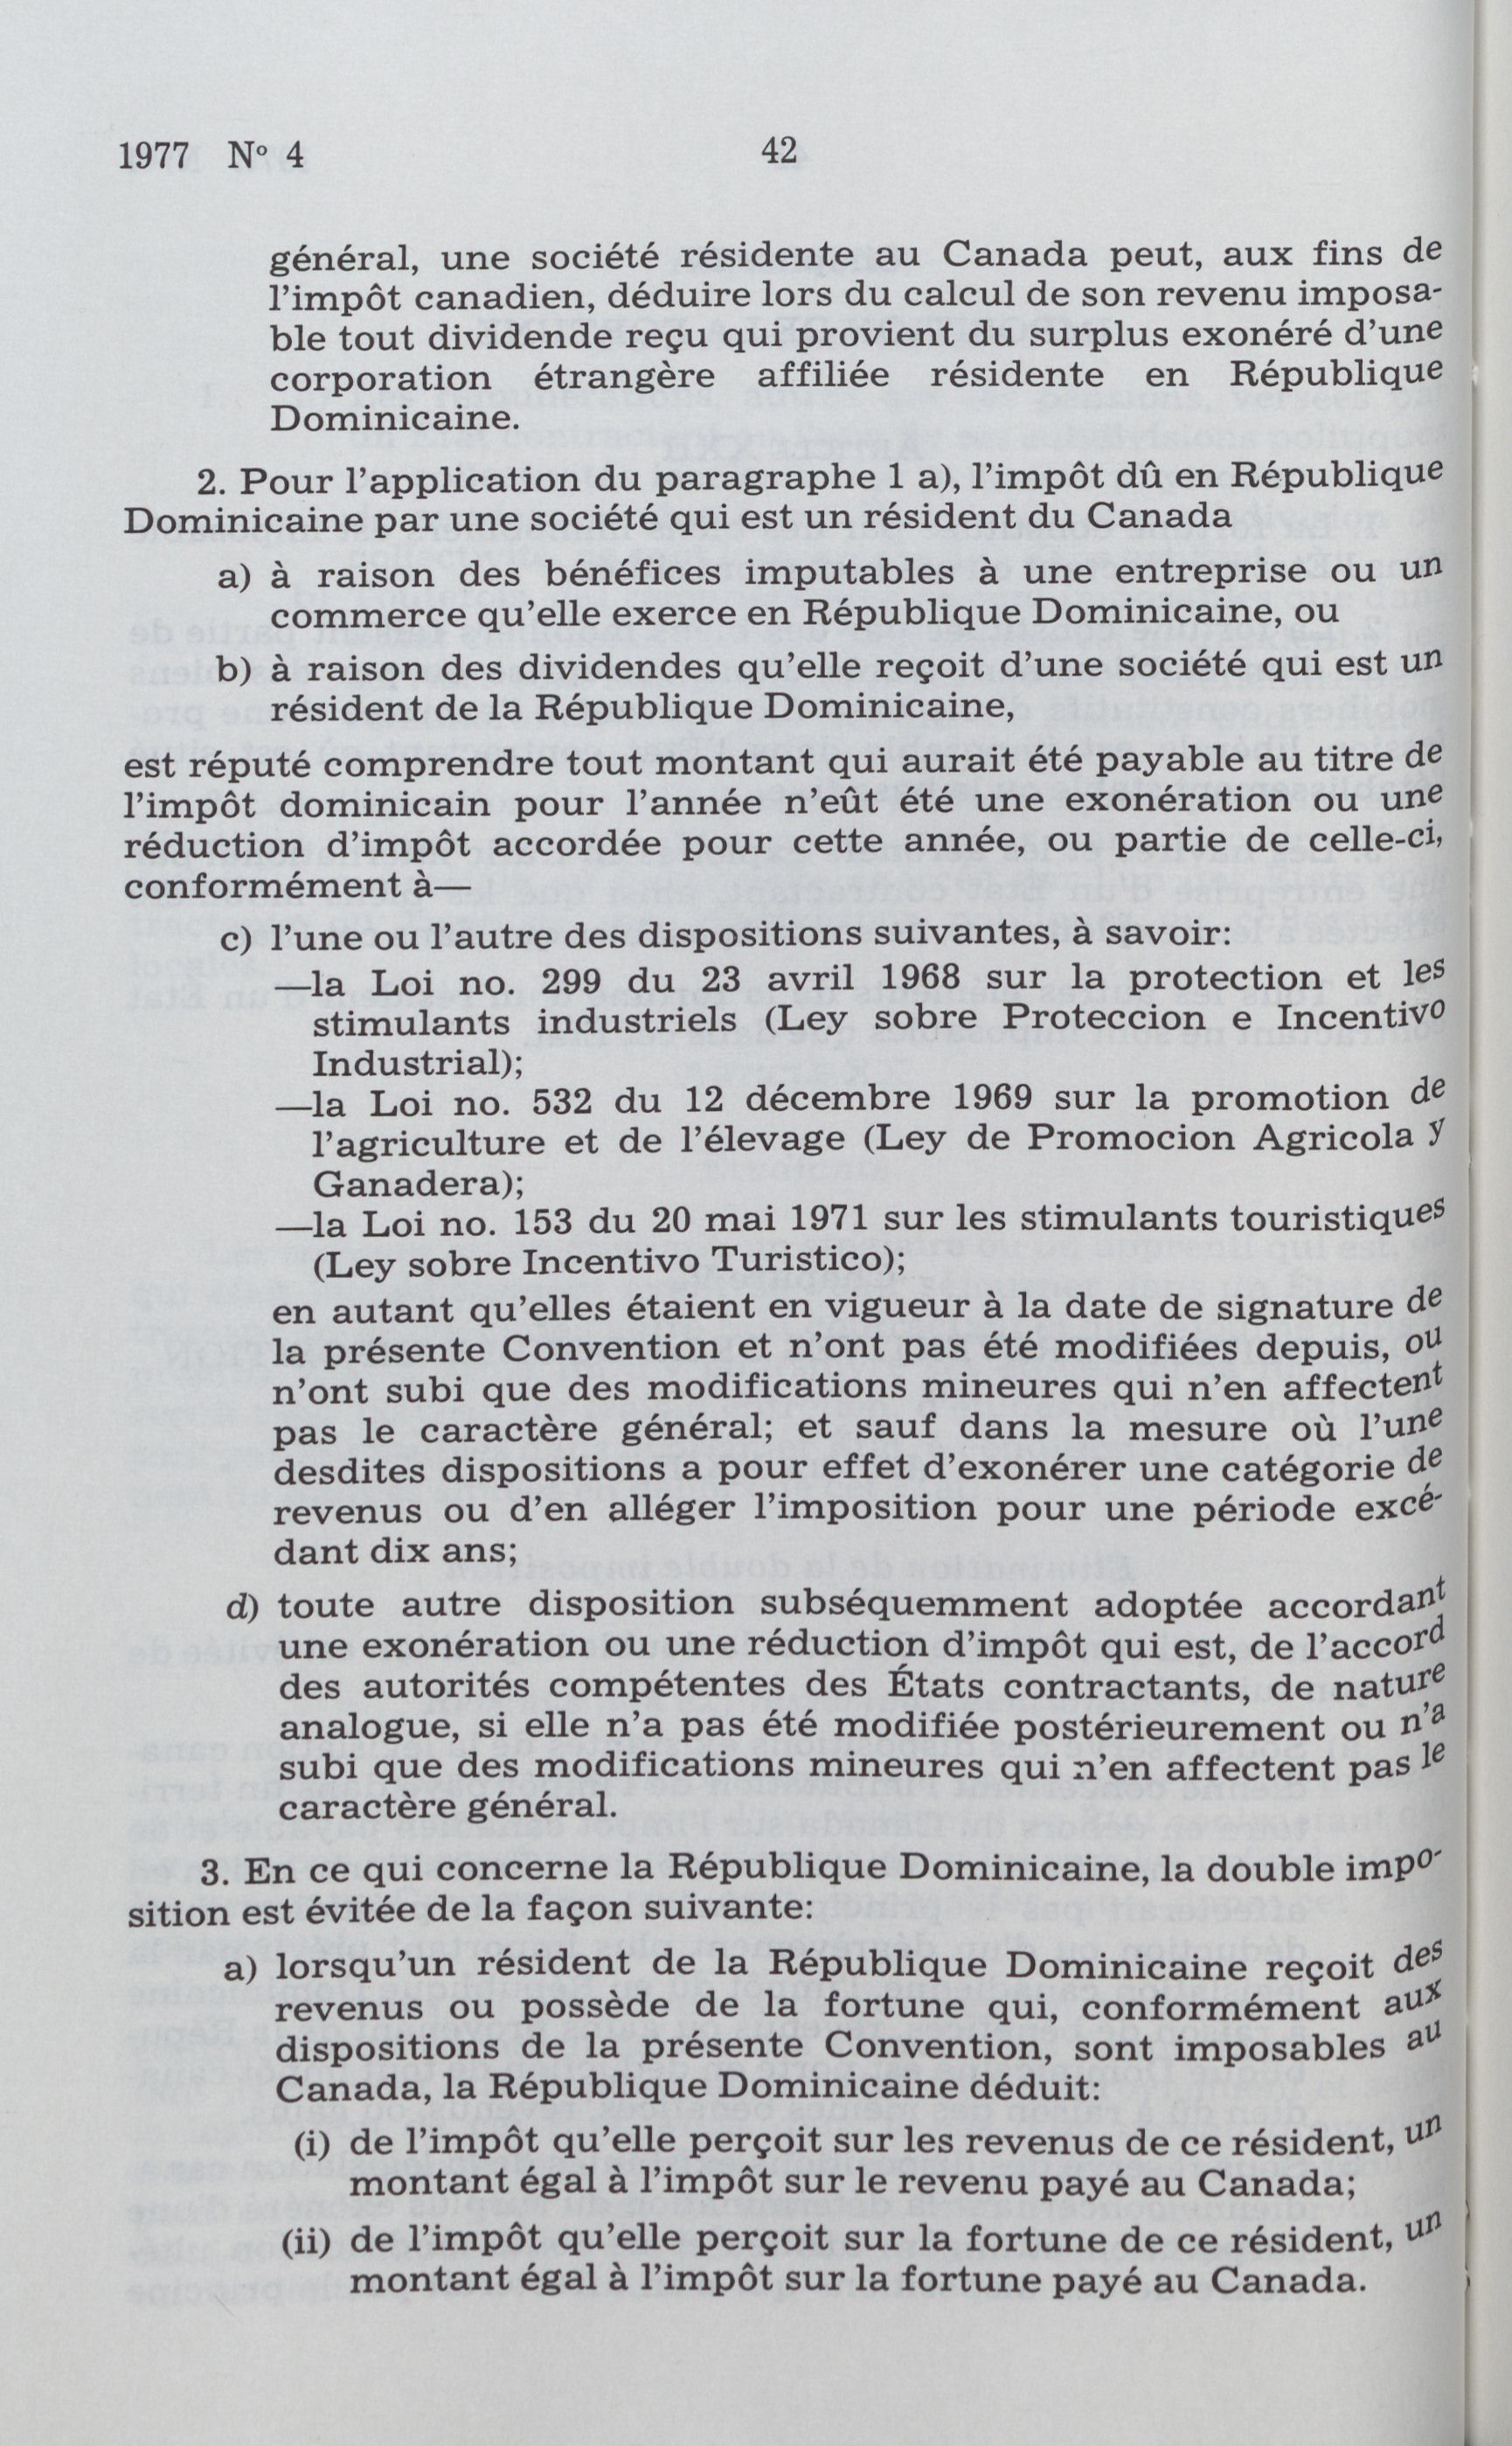 1977 Nº 4
42
général, une société résidente au Canada peut, aux fins de
l'impôt canadien, déduire lors du calcul de son revenu imposa-
ble tout dividende reçu qui provient du surplus exonéré d'une
corporation étrangère affiliée résidente en République
Dominicaine.
2. Pour l'application du paragraphe 1 a), l'impôt dû en République
Dominicaine par une société qui est un résident du Canada
a) à raison des bénéfices imputables à une entreprise ou un
commerce qu'elle exerce en République Dominicaine, ou
b) à raison des dividendes qu'elle reçoit d'une société qui est un
résident de la République Dominicaine,
est réputé comprendre tout montant qui aurait été payable au titre de
l'impôt dominicain pour l'année n'eût été une exonération ou une
réduction d'impôt accordée pour cette année, ou partie de celle-ci,
conformément à—
c) l'une ou l'autre des dispositions suivantes, à savoir:
—la Loi no. 299 du 23 avril 1968 sur la protection et les
stimulants industriels (Ley sobre Proteccion e Incentivo
Industrial);
—la Loi no. 532 du 12 décembre 1969 sur la promotion de
l'agriculture et de l'élevage (Ley de Promocion Agricola y
Ganadera);
—la Loi no. 153 du 20 mai 1971 sur les stimulants touristiques
(Ley sobre Incentivo Turistico);
en autant qu'elles étaient en vigueur à la date de signature de
la présente Convention et n'ont pas été modifiées depuis, ou
n'ont subi que des modifications mineures qui n'en affectent
pas le caractère général; et sauf dans la mesure où l'une
desdites dispositions a pour effet d'exonérer une catégorie de
revenus ou d'en alléger l'imposition pour une période excé-
dant dix ans;
d) toute autre disposition subséquemment adoptée accordant
une exonération ou une réduction d'impôt qui est, de l'accord
des autorités compétentes des États contractants, de nature
analogue, si elle n'a pas été modifiée postérieurement ou n'a
subi que des modifications mineures qui n'en affectent pas le
caractère général.
3. En ce qui concerne la République Dominicaine, la double impo-
sition est évitée de la façon suivante:
a) lorsqu'un résident de la République Dominicaine reçoit des
revenus ou possède de la fortune qui, conformément aux
dispositions de la présente Convention, sont imposables au
Canada, la République Dominicaine déduit:
(i) de l'impôt qu'elle perçoit sur les revenus de ce résident, un
montant égal à l'impôt sur le revenu payé au Canada;
(ii) de l'impôt qu'elle perçoit sur la fortune de ce résident, un
montant égal à l'impôt sur la fortune payé au Canada.